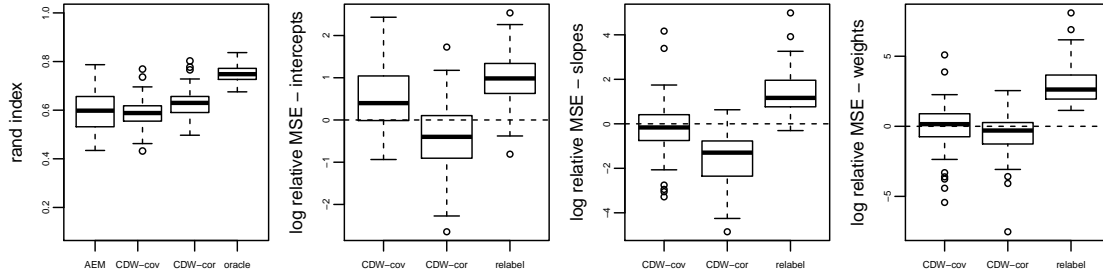 rand index
1.0
0.8
0.6
0.4
0.2
AEM CDW−cov CDW−cor oracle
log relative MSE − intercepts
2
1
0
−1
−2
CDW−cov CDW−cor relabel
log relative MSE − slopes
4
2
0
−2
−4
CDW−cov CDW−cor relabel
log relative MSE − weights
5
0
−5
CDW−cov CDW−cor relabel